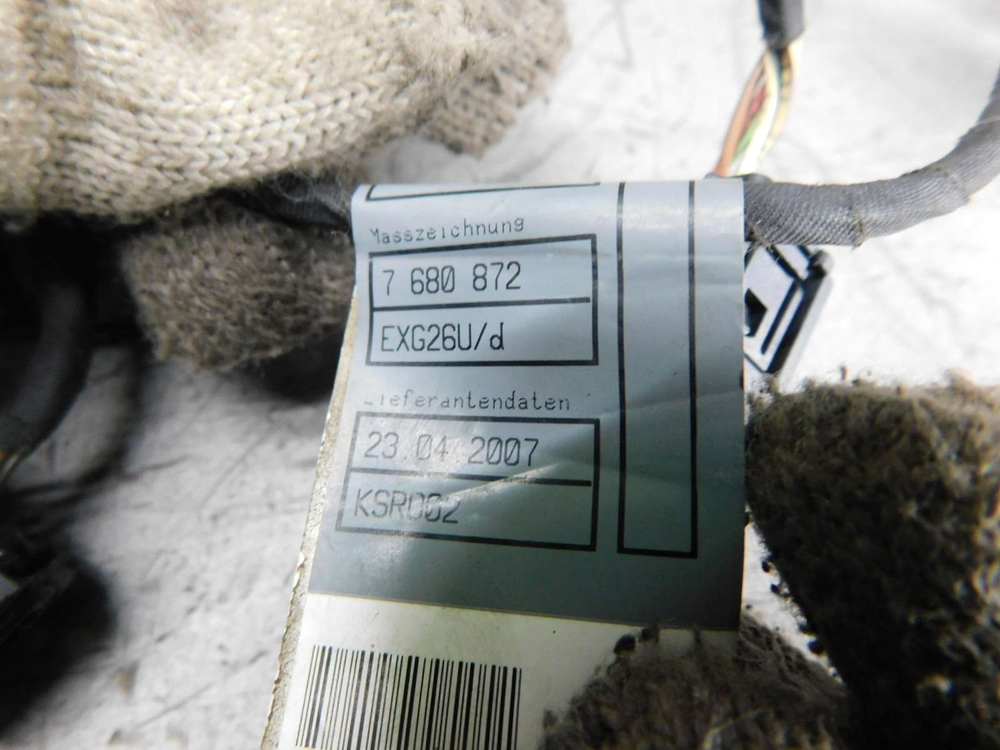 Masszeichnung
7 680 872
EXG26U/d
Lieferantendaten
23 04 2007
KSR002